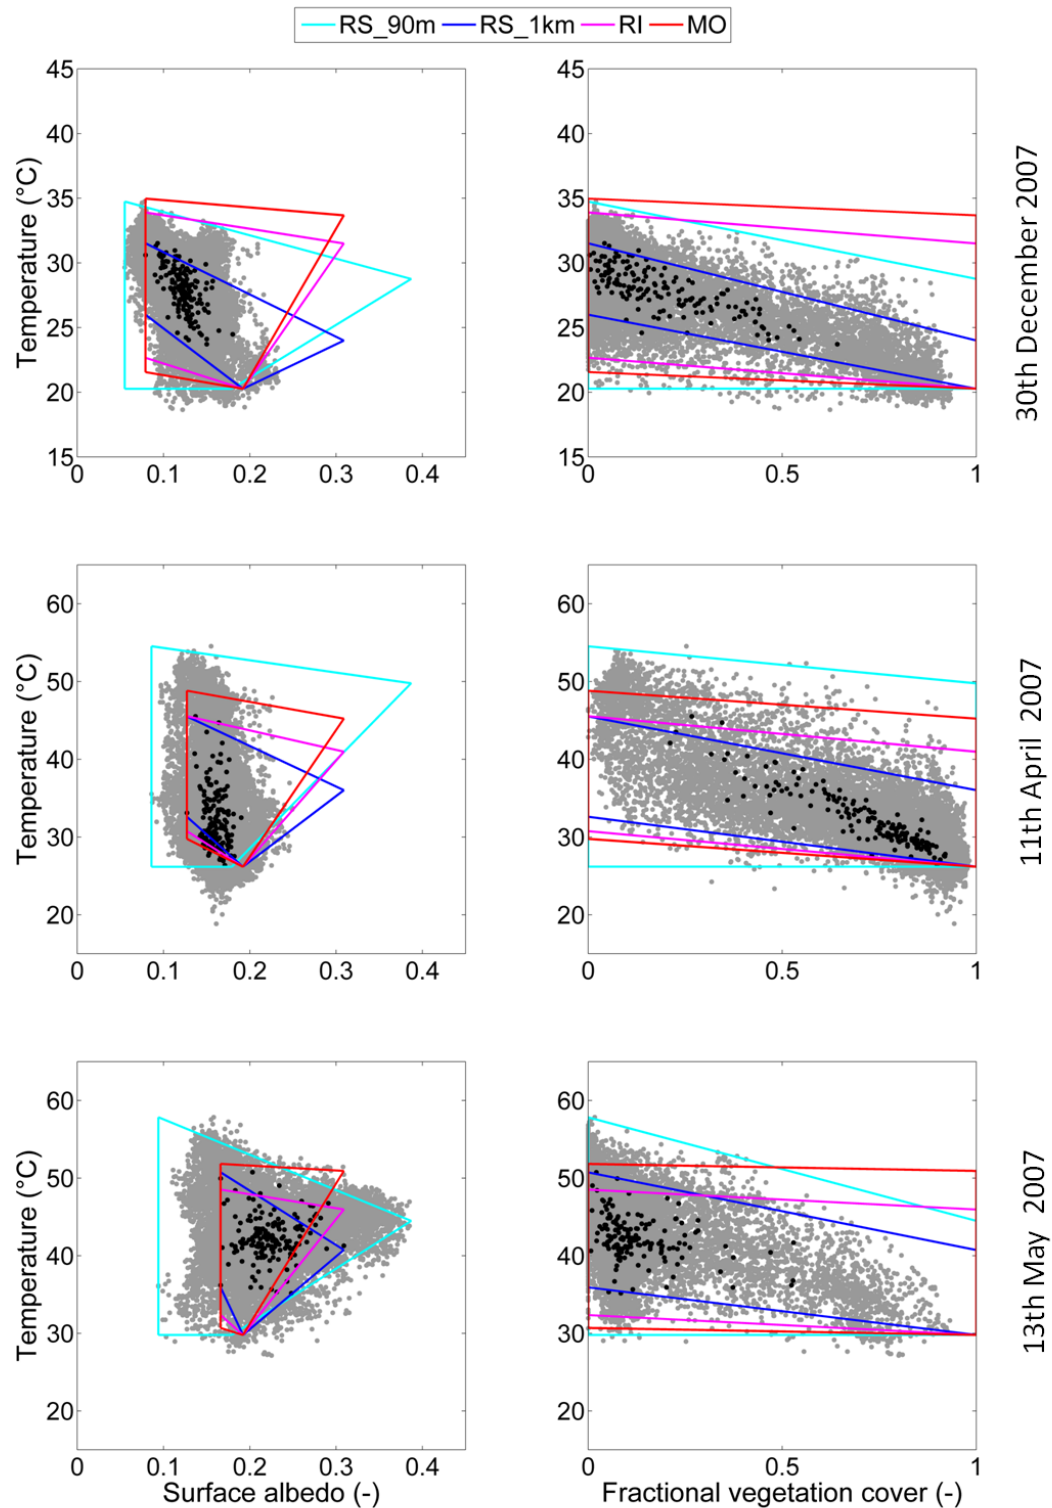 RS_90m RS_1km RI MO
45
40
35
30
25
20
15
0 0.1 0.2 0.3 0.4
Temperature (°C)
45
40
35
30
25
20
15
0 0.5 1
30th December 2007
60
50
40
30
20
0 0.1 0.2 0.3 0.4
Temperature (°C)
60
50
40
30
20
0 0.5 1
11th April 2007
60
50
40
30
20
0 0.1 0.2 0.3 0.4
Temperature (°C)
Surface albedo (-)
60
50
40
30
20
0 0.5 1
Fractional vegetation cover (-)
13th May 2007